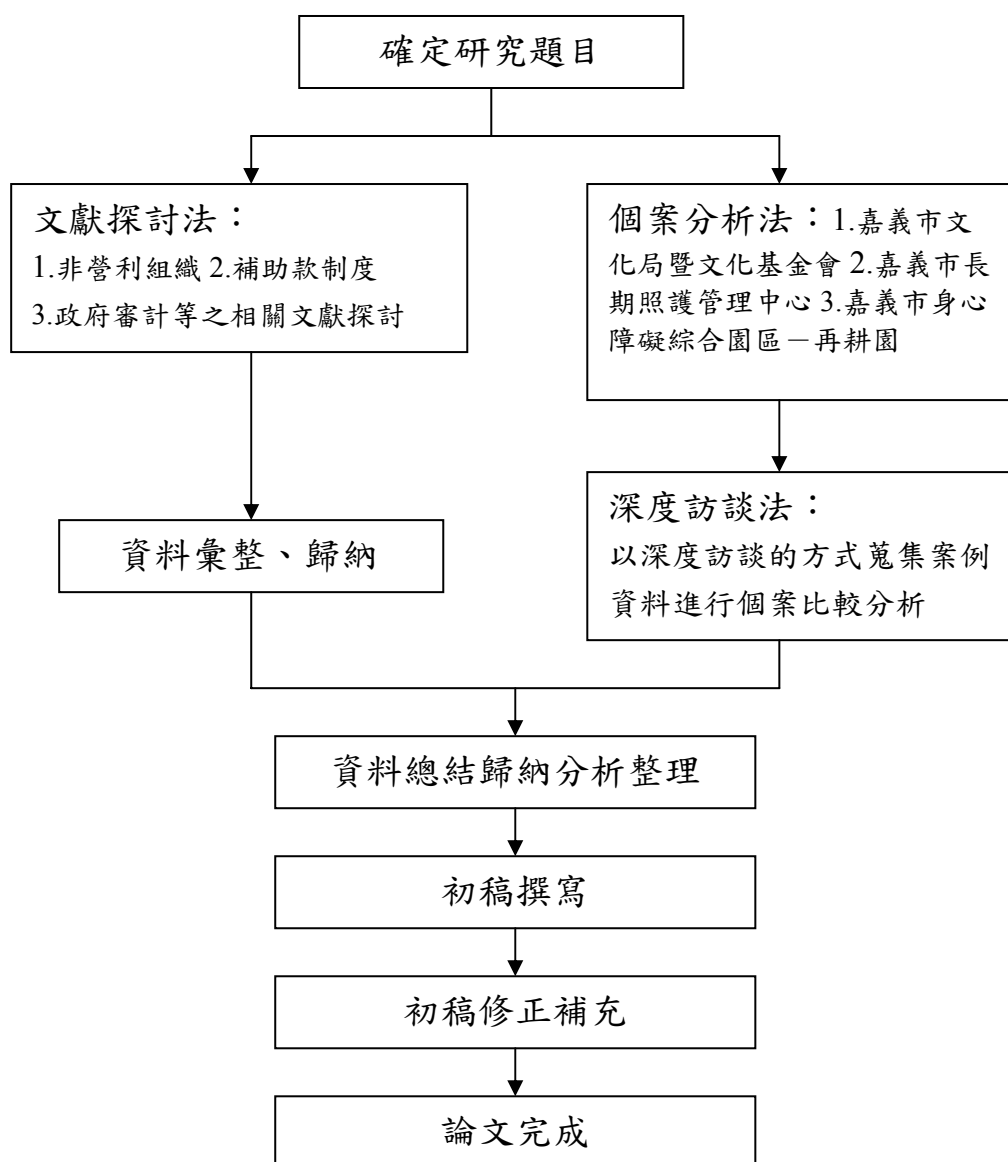 確定研究題目
文獻探討法：
1.非營利組織 2.補助款制度
3.政府審計等之相關文獻探討
個案分析法：1.嘉義市文
化局暨文化基金會 2.嘉義市長
期照護管理中心 3.嘉義市身心
障礙綜合園區－再耕園
資料彙整、歸納
深度訪談法：
以深度訪談的方式蒐集案例
資料進行個案比較分析
資料總結歸納分析整理
初稿撰寫
初稿修正補充
論文完成